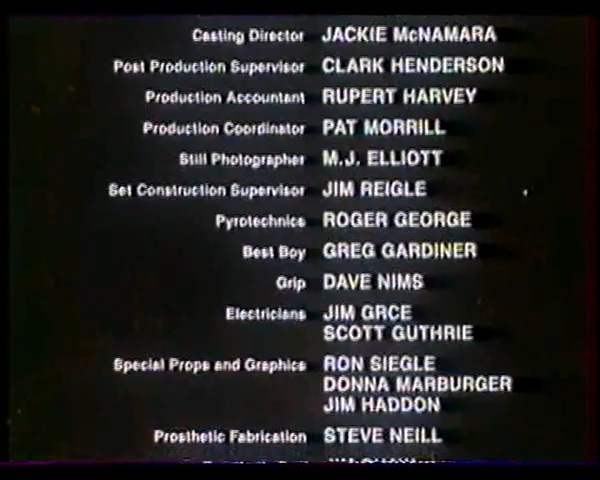 Casting Director JACKIE McNAMARA
Post Production Supervisor CLARK HENDERSON
Production Accountant RUPERT HARVEY
Production Coordinator PAT MORRILL
Still Photographer M.J. ELLIOTT
Set Construction Supervisor JIM REIGLE
Pyrotechnics ROGER GEORGE
Best Boy GREG GARDINER
Grip DAVE NIMS
Electricians JIM GRCE
SCOTT GUTHRIE
Special Props and Graphics RON SIEGLE
DONNA MARBURGER
JIM HADDON
Prosthetic Fabrication STEVE NEILL